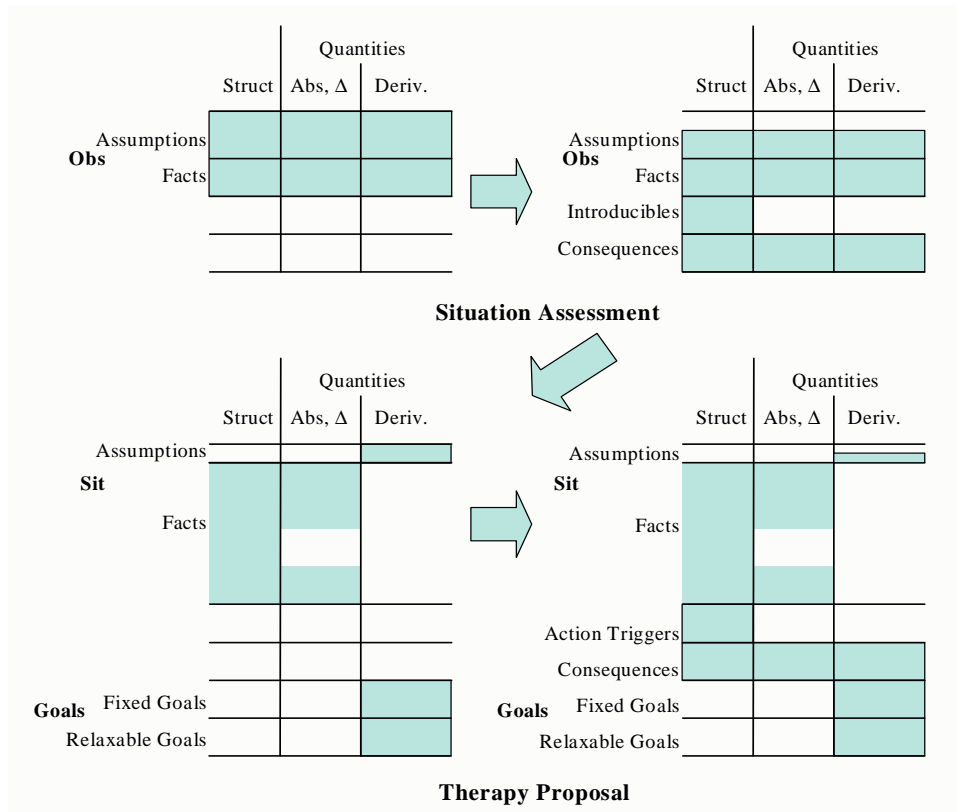 Quantities
Struct Abs, Δ Deriv.
Assumptions
Obs
Facts
Quantities
Struct Abs, Δ Deriv.
Assumptions
Obs
Facts
Introducibles
Consequences
Situation Assessment
Quantities
Struct Abs, Δ Deriv.
Assumptions
Sit
Facts
Goals Fixed Goals
Relaxable Goals
Quantities
Struct Abs, Δ Deriv.
Assumptions
Sit
Facts
Action Triggers
Consequences
Goals Fixed Goals
Relaxable Goals
Therapy Proposal